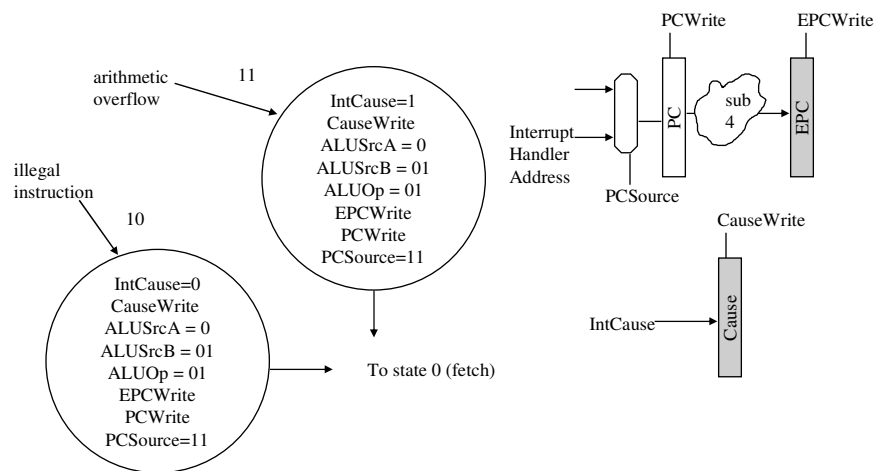 arithmetic
overflow
11
IntCause=1
CauseWrite
ALUSrcA = 0
ALUSrcB = 01
ALUOp = 01
EPCWrite
PCWrite
PCSource=11
illegal
instruction
10
IntCause=0
CauseWrite
ALUSrcA = 0
ALUSrcB = 01
ALUOp = 01
EPCWrite
PCWrite
PCSource=11
To state 0 (fetch)
PCWrite
EPCWrite
PC
sub
4
EPC
Interrupt
Handler
Address
PCSource
CauseWrite
IntCause
Cause